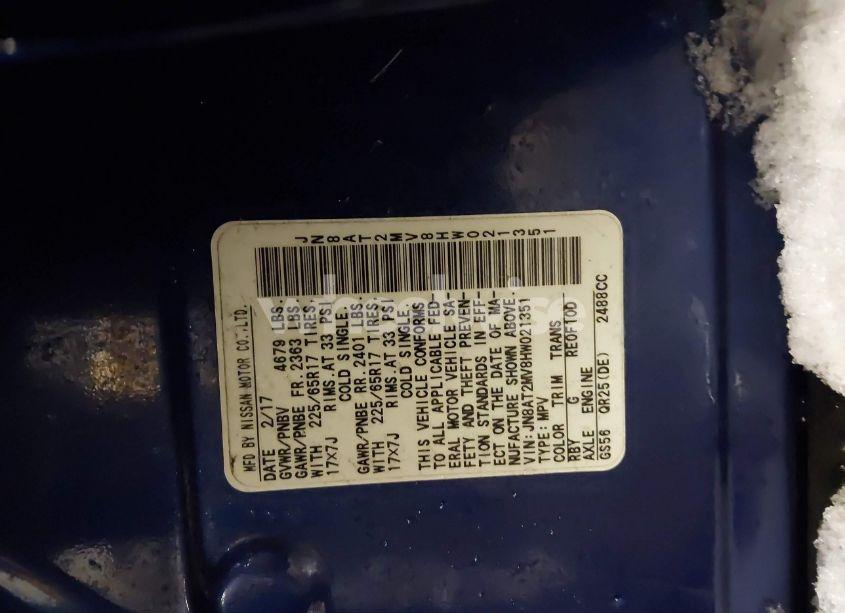 JN8AT2MV8HW021351
MFD BY NISSAN MOTOR CO.,LTD.
DATE 2/17
GVWR/PNBV 4679 LBS.
GAWR/PNBE FR.2363 LBS.
WITH 225/65R17 TIRES.
17X7J RIMS.AT 33 PSI
COLD SINGLE.
GAWR/PNBE RR.2401 LBS.
WITH 225/65R17 TIRES.
17X7J RIMS.AT 33 PSI
COLD SINGLE.
THIS VEHICLE CONFORMS
TO ALL APPLICABLE FED-
ERAL MOTOR VEHICLE SA-
FETY AND THEFT PREVEN-
TION STANDARDS IN EFF-
ECT ON THE DATE OF MA-
NUFACTURE SHOWN ABOVE.
VIN:JN8AT2MV8HW021351
TYPE:MPV
COLOR TRIM TRANS
RBY G RE0F10D
AXLE ENGINE
GS56 QR25(DE) 2488CC